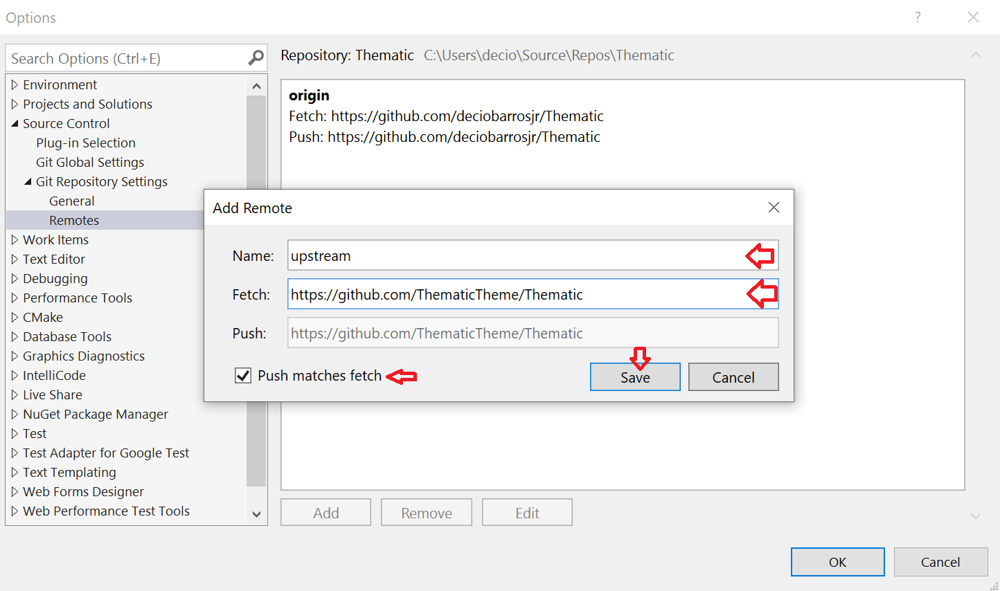 Options
?
Search Options (Ctrl+E)
Environment
Projects and Solutions
Source Control
Plug-in Selection
Git Global Settings
Git Repository Settings
General
Remotes
Work Items
Text Editor
Debugging
Performance Tools
CMake
Database Tools
Graphics Diagnostics
IntelliCode
Live Share
NuGet Package Manager
Test
Test Adapter for Google Test
Text Templating
Web Forms Designer
Web Performance Test Tools
Repository: Thematic C:\Users\decio\Source\Repos\Thematic
origin
Fetch: https://github.com/deciobarrosjr/Thematic
Push: https://github.com/deciobarrosjr/Thematic
Add Remote
Name: upstream
Fetch: https://github.com/ThematicTheme/Thematic
Push: https://github.com/ThematicTheme/Thematic
Push matches fetch
Save Cancel
Add Remove Edit
OK Cancel